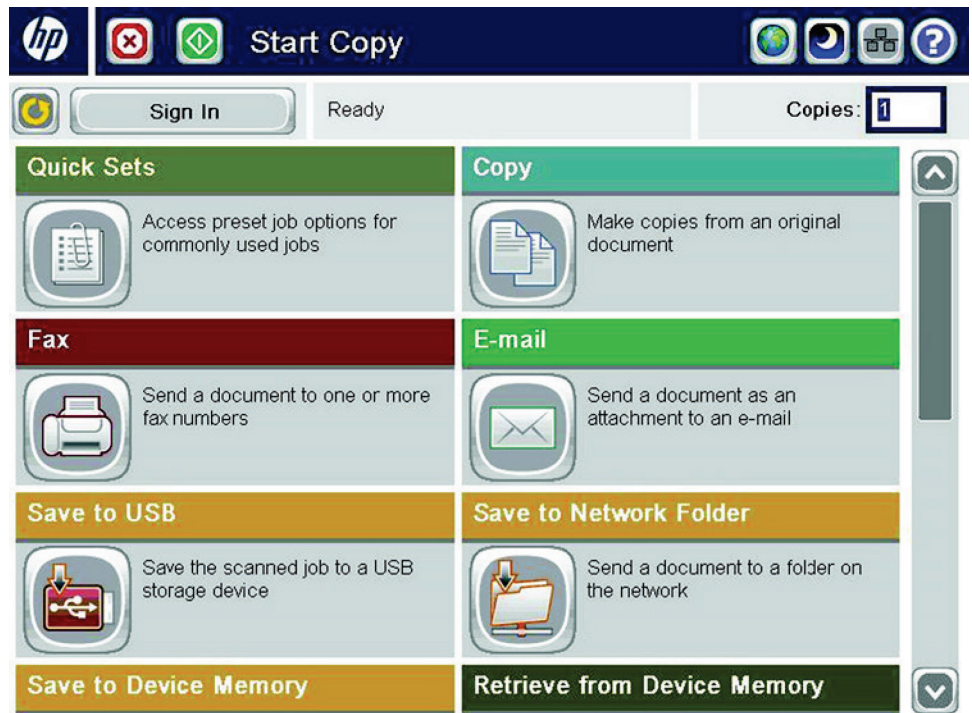 hp
Start Copy
?
Sign In
Ready
Copies: 1
Quick Sets
Access preset job options for
commonly used jobs
Copy
Make copies from an original
document
Fax
Send a document to one or more
fax numbers
E-mail
Send a document as an
attachment to an e-mail
Save to USB
Save the scanned job to a USB
storage device
Save to Network Folder
Send a document to a folder on
the network
Save to Device Memory
Retrieve from Device Memory